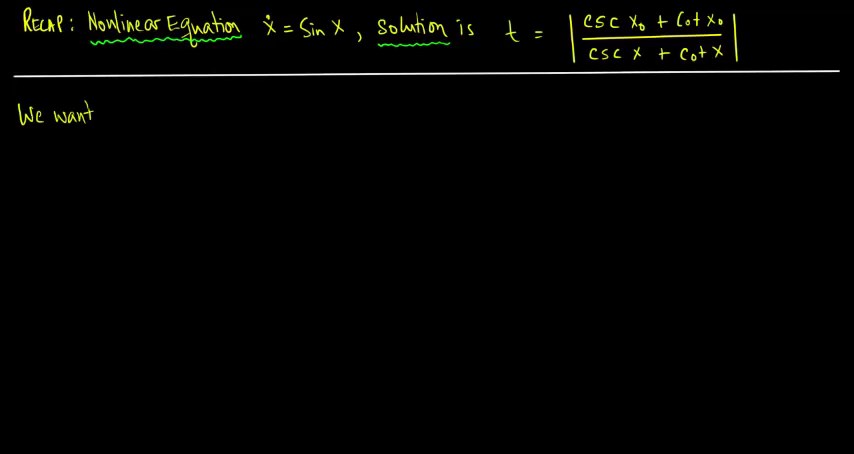 RECAP: Nonlinear Equation ẋ = Sin X, Solution is t = | csc x₀ + Cot x₀ / csc x + Cot x |
We want